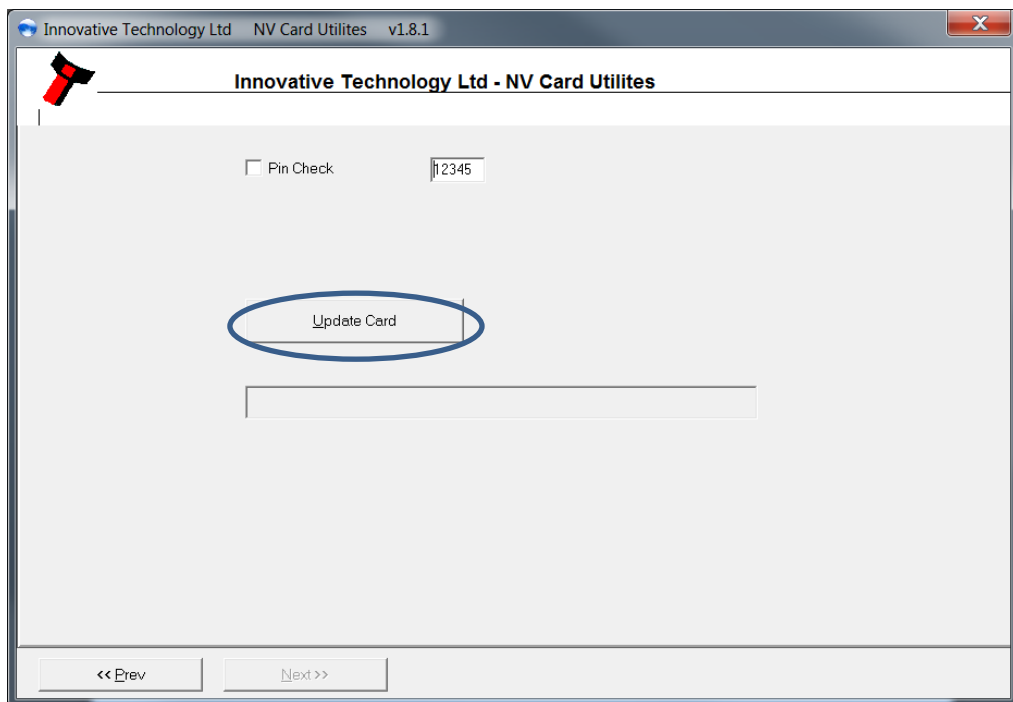 Innovative Technology Ltd NV Card Utilites v1.8.1
Innovative Technology Ltd - NV Card Utilites
Pin Check 12345
Update Card
<< Prev Next >>